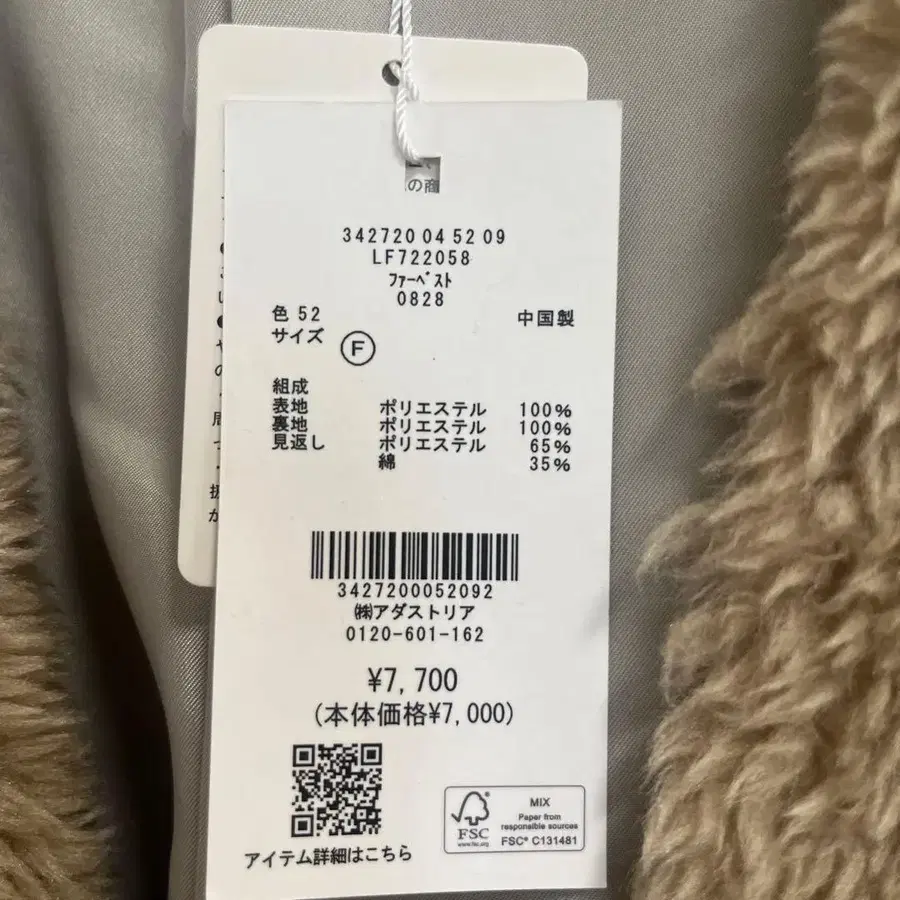 の商
342720 04 52 09
LF722058
ﾌｧｰﾍﾞｽﾄ
0828
色 52
中国製
サイズ F
組成
表地 ポリエステル 100%
裏地 ポリエステル 100%
見返し ポリエステル 65%
綿 35%
3427200052092
㈱アダストリア
0120-601-162
¥7,700
(本体価格¥7,000)
アイテム詳細はこちら
FSC
www.fsc.org
MIX
Paper from
responsible sources
FSC® C131481